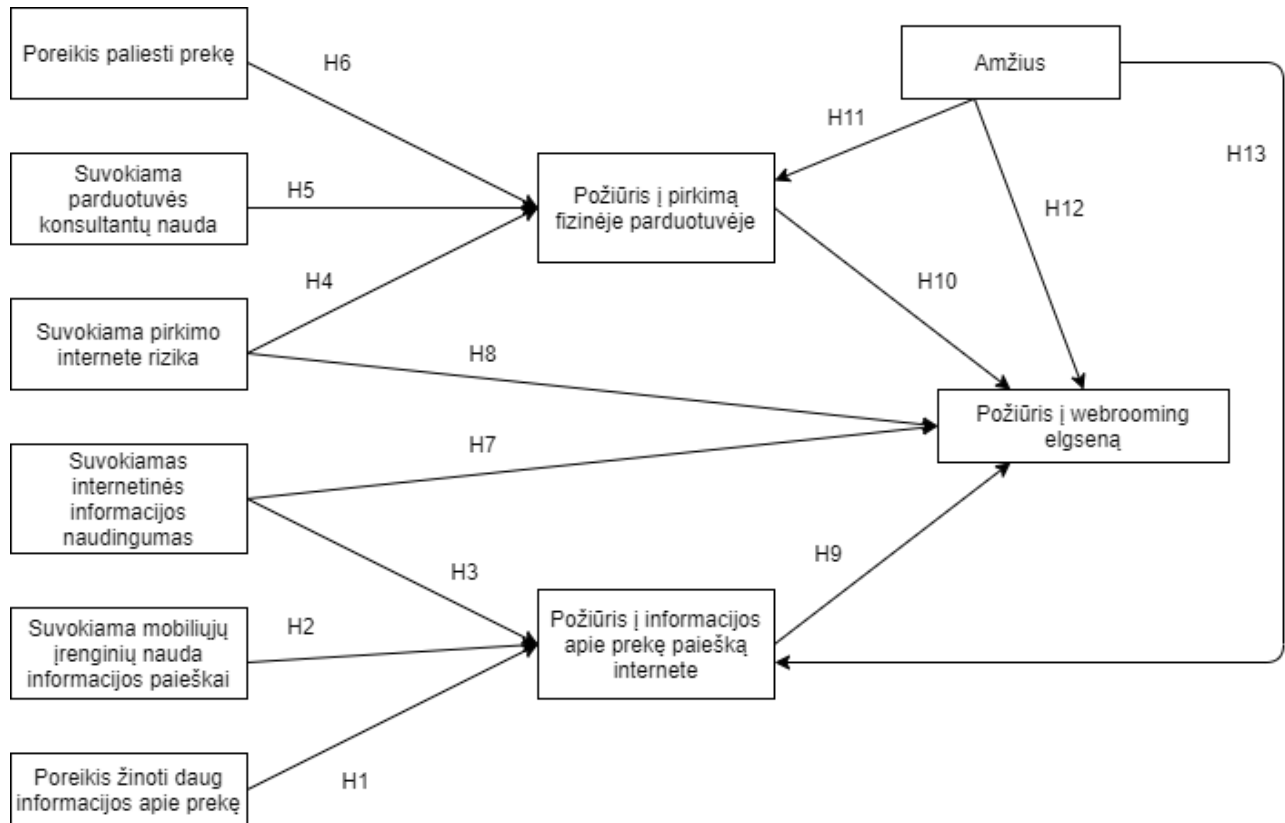 Poreikis paliesti prekę
H6
Amžius
H11
H13
Suvokiama
parduotuvės
konsultantų nauda
H5
Požiūris į pirkimą
fizinėje parduotuvėje
H12
H4
H10
Suvokiama pirkimo
internete rizika
H8
Požiūris į webrooming
elgseną
Suvokiamas
internetinės
informacijos
naudingumas
H7
H9
H3
Suvokiama mobiliųjų
įrenginių nauda
informacijos paieškai
H2
Požiūris į informacijos
apie prekę paiešką
internete
Poreikis žinoti daug
informacijos apie prekę
H1